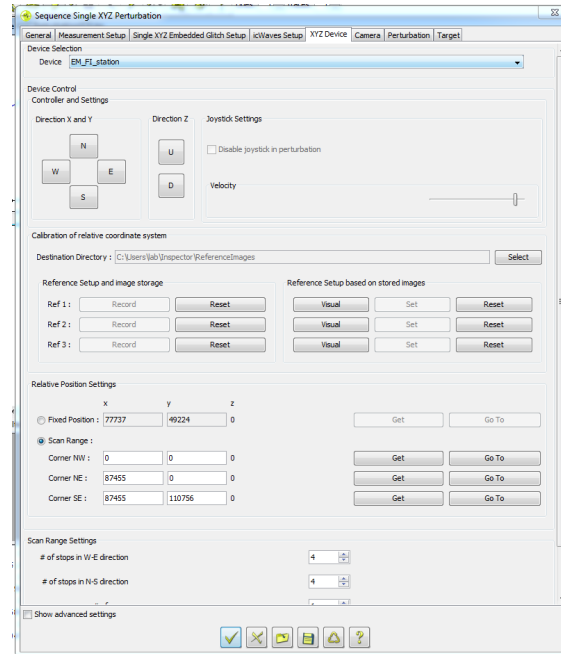 Sequence Single XYZ Perturbation
General Measurement Setup Single XYZ Embedded Glitch Setup icWaves Setup XYZ Device Camera Perturbation Target
Device Selection
Device EM_FI_station
Device Control
Controller and Settings
Direction X and Y Direction Z Joystick Settings
N
U
Disable joystick in perturbation
W E
D
Velocity
S
Calibration of relative coordinate system
Destination Directory : C:\Users\lab\Inspector\ReferenceImages Select
Reference Setup and image storage Reference Setup based on stored images
Ref 1 : Record Reset Visual Set Reset
Ref 2 : Record Reset Visual Set Reset
Ref 3 : Record Reset Visual Set Reset
Relative Position Settings
x y z
Fixed Position : 77737 49224 0 Get Go To
Scan Range :
Corner NW : 0 0 0 Get Go To
Corner NE : 87455 0 0 Get Go To
Corner SE : 87455 110756 0 Get Go To
Scan Range Settings
# of stops in W-E direction 4
# of stops in N-S direction 4
Show advanced settings
?